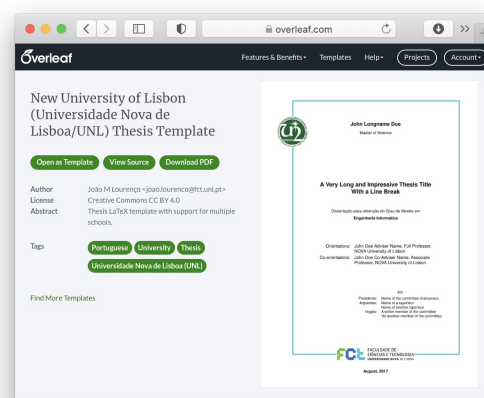 overleaf.com
Overleaf
Features & Benefits
Templates
Help
Projects
Account
New University of Lisbon
(Universidade Nova de
Lisboa/UNL) Thesis Template
Open as Template
View Source
Download PDF
Author João M Lourenço <joao.lourenco@fct.unl.pt>
License Creative Commons CC BY 4.0
Abstract Thesis LaTeX template with support for multiple
schools.
Tags Portuguese University Thesis
Universidade Nova de Lisboa (UNL)
Find More Templates
John Longname Doe
Master of Science
A Very Long and Impressive Thesis Title
With a Line Break
Dissertação para obtenção do Grau de Mestre em
Engenharia Informática
Orientadora: John Doe Adviser Name, Full Professor,
NOVA University of Lisbon
Co-orientadora: John Doe Co-Adviser Name, Associate
Professor, NOVA University of Lisbon
Júri
Presidente: Name of the committee chairperson
Arguentes: Name of a raporteur
Name of another raporteur
Vogais: Another member of the committee
Yet another member of the committee
FCT FACULDADE DE
CIÊNCIAS E TECNOLOGIA
UNIVERSIDADE NOVA DE LISBOA
August, 2017